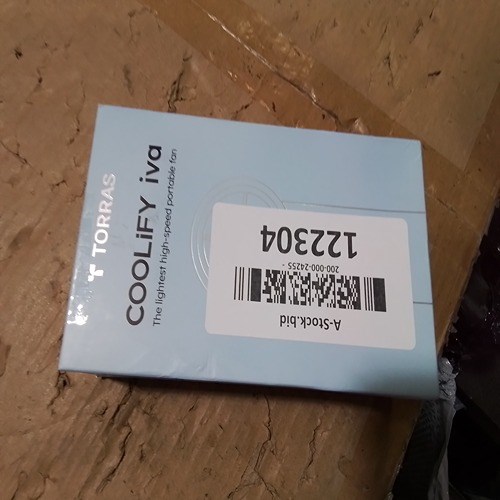 TORRAS
COOLiFY iva
The lightest high-speed portable fan
A-Stock.bid
200-000-24255 -
122304